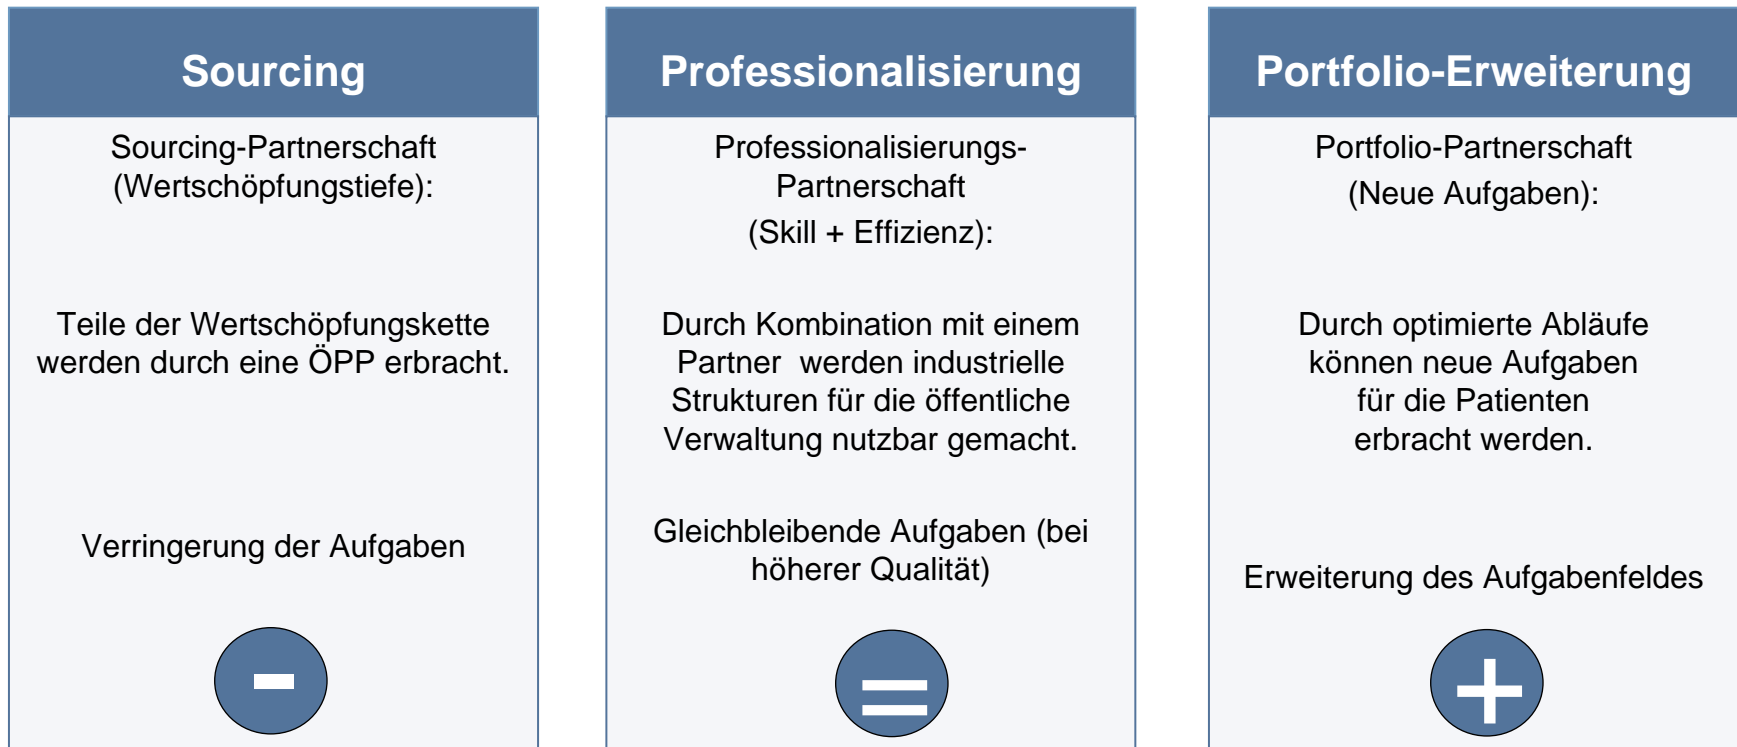 Sourcing
Sourcing-Partnerschaft
(Wertschöpfungstiefe):
Teile der Wertschöpfungskette
werden durch eine ÖPP erbracht.
Verringerung der Aufgaben
-
Professionalisierung
Professionalisierungs-
Partnerschaft
(Skill + Effizienz):
Durch Kombination mit einem
Partner  werden industrielle
Strukturen für die öffentliche
Verwaltung nutzbar gemacht.
Gleichbleibende Aufgaben (bei
höherer Qualität)
=
Portfolio-Erweiterung
Portfolio-Partnerschaft
(Neue Aufgaben):
Durch optimierte Abläufe
können neue Aufgaben
für die Patienten
erbracht werden.
Erweiterung des Aufgabenfeldes
+